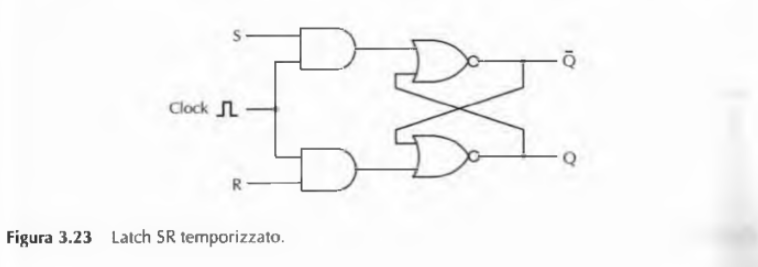 S
Q̄
Clock
Q
R
Figura 3.23 Latch SR temporizzato.